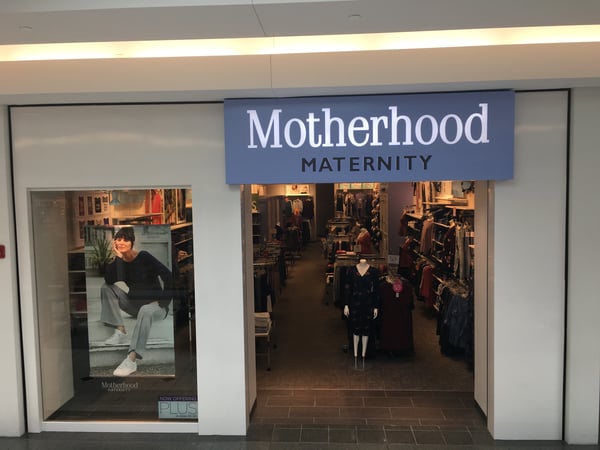 Motherhood
MATERNITY
Motherhood
MATERNITY
NOW OFFERING
PLUS